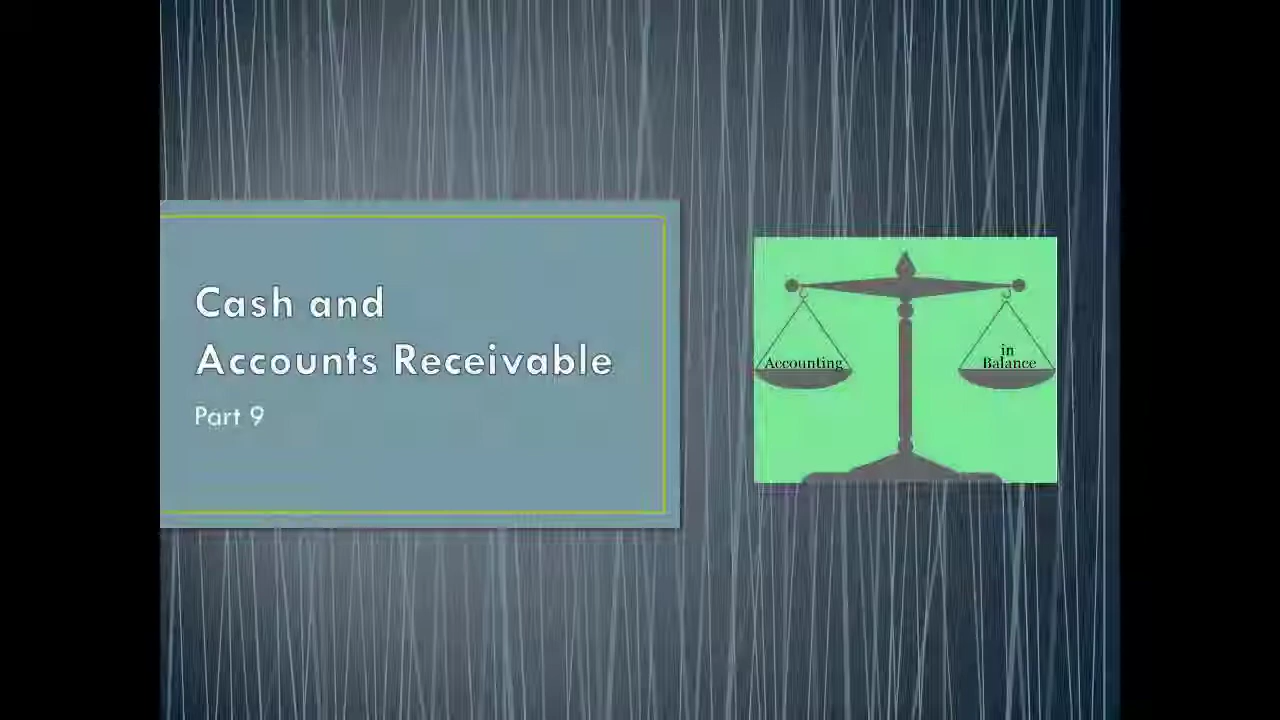 Cash and
Accounts Receivable
Part 9
Accounting
in
Balance